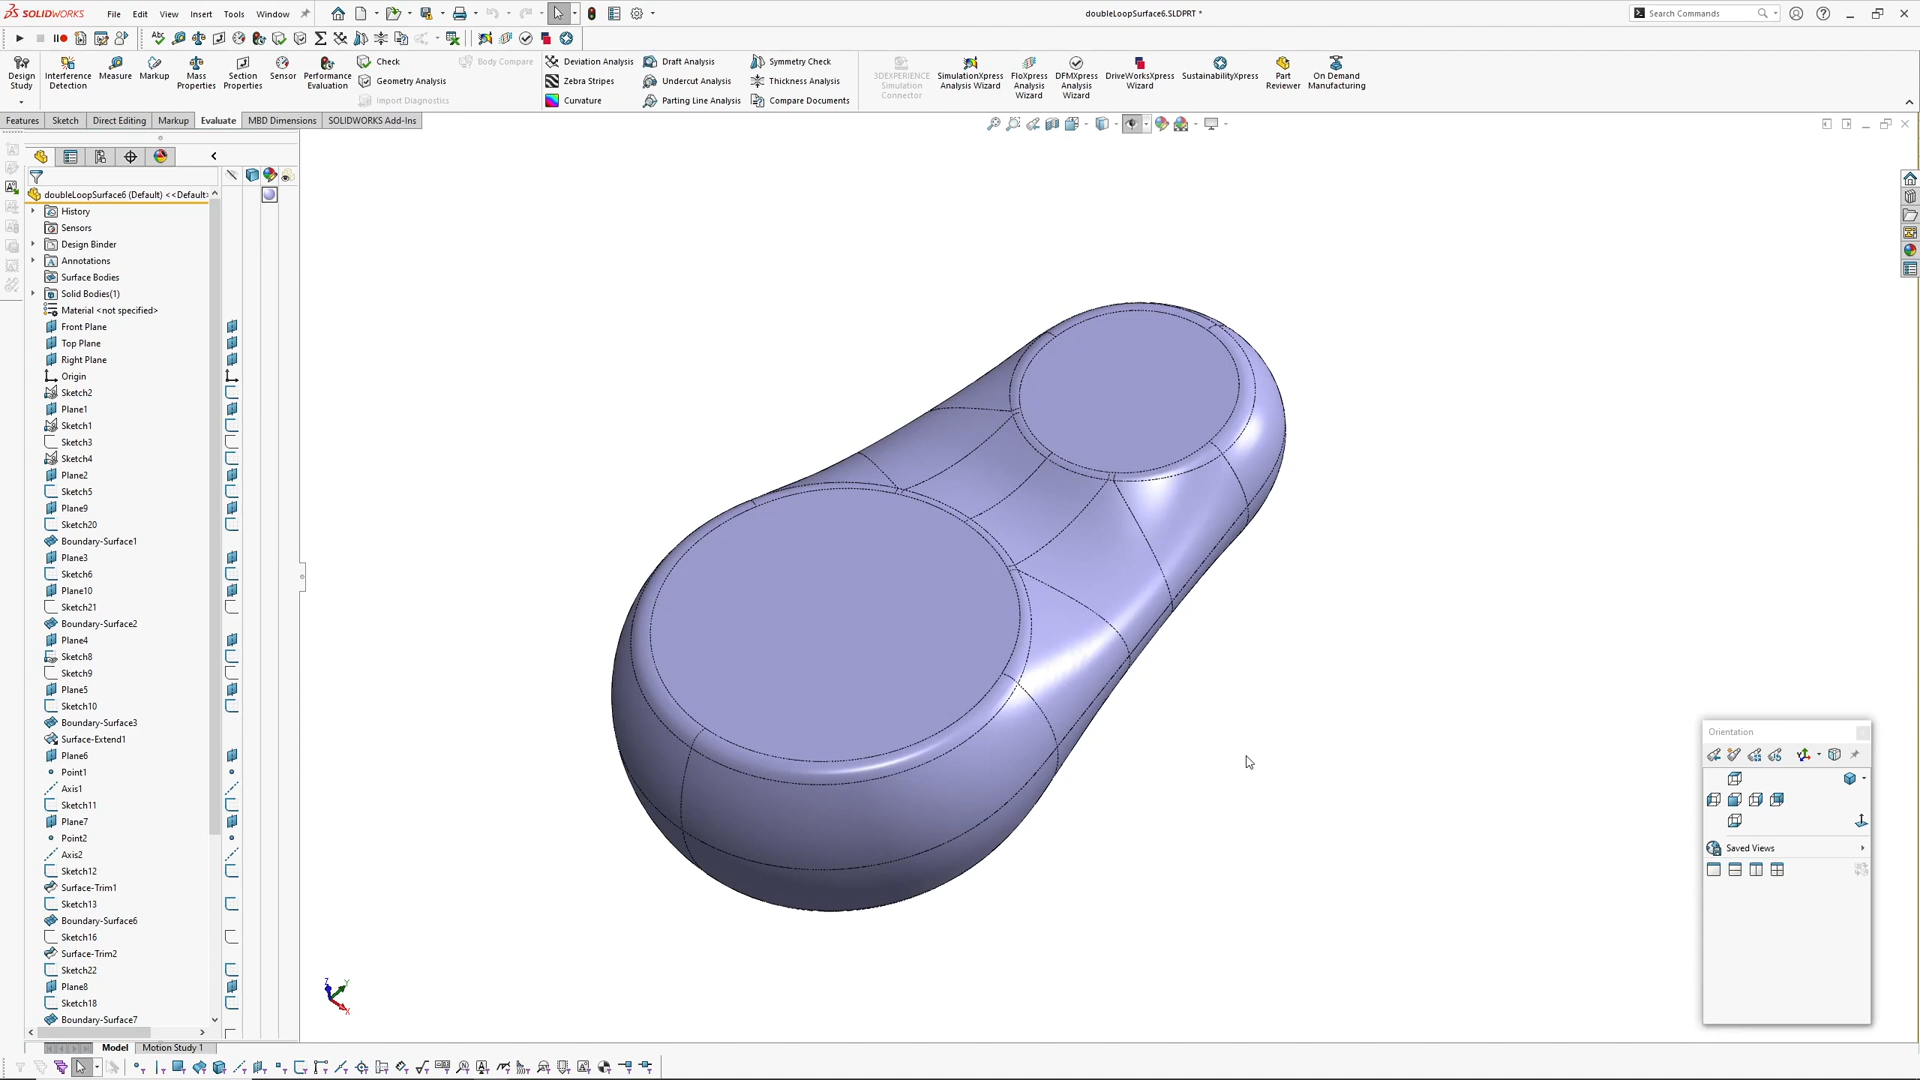 SOLIDWORKS File Edit View Insert Tools Window doubleLoopSurface6.SLDPRT * Search Commands
Design Study
Interference Detection
Measure
Markup
Mass Properties
Section Properties
Sensor
Performance Evaluation
Check
Geometry Analysis
Import Diagnostics
Body Compare
Deviation Analysis
Zebra Stripes
Curvature
Draft Analysis
Undercut Analysis
Parting Line Analysis
Symmetry Check
Thickness Analysis
Compare Documents
3DEXPERIENCE Simulation Connector
SimulationXpress Analysis Wizard
FloXpress Analysis Wizard
DFMXpress Analysis Wizard
DriveWorksXpress Wizard
SustainabilityXpress
Part Reviewer
On Demand Manufacturing
Features Sketch Direct Editing Markup Evaluate MBD Dimensions SOLIDWORKS Add-Ins
doubleLoopSurface6 (Default) <<Default>
History
Sensors
Design Binder
Annotations
Surface Bodies
Solid Bodies(1)
Material <not specified>
Front Plane
Top Plane
Right Plane
Origin
Sketch2
Plane1
Sketch1
Sketch3
Sketch4
Plane2
Sketch5
Plane9
Sketch20
Boundary-Surface1
Plane3
Sketch6
Plane10
Sketch21
Boundary-Surface2
Plane4
Sketch8
Sketch9
Plane5
Sketch10
Boundary-Surface3
Surface-Extend1
Plane6
Point1
Axis1
Sketch11
Plane7
Point2
Axis2
Sketch12
Surface-Trim1
Sketch13
Boundary-Surface6
Sketch16
Surface-Trim2
Sketch22
Plane8
Sketch18
Boundary-Surface7
Orientation
Saved Views
Z Y X
Model Motion Study 1